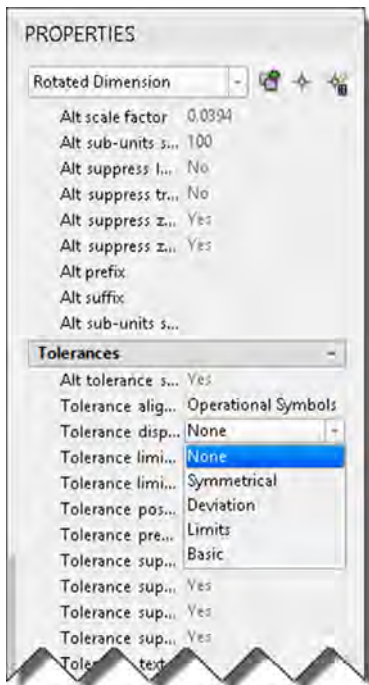 PROPERTIES
Rotated Dimension
Alt scale factor 0.0394
Alt sub-units s... 100
Alt suppress l... No
Alt suppress tr... No
Alt suppress z... Yes
Alt suppress z... Yes
Alt prefix
Alt suffix
Alt sub-units s...
Tolerances
Alt tolerance s... Yes
Tolerance alig... Operational Symbols
Tolerance disp... None
Tolerance limi... None
Tolerance limi... Symmetrical
Tolerance pos... Deviation
Tolerance pre... Limits
Tolerance sup... Basic
Tolerance sup... Yes
Tolerance sup... Yes
Tolerance sup... Yes